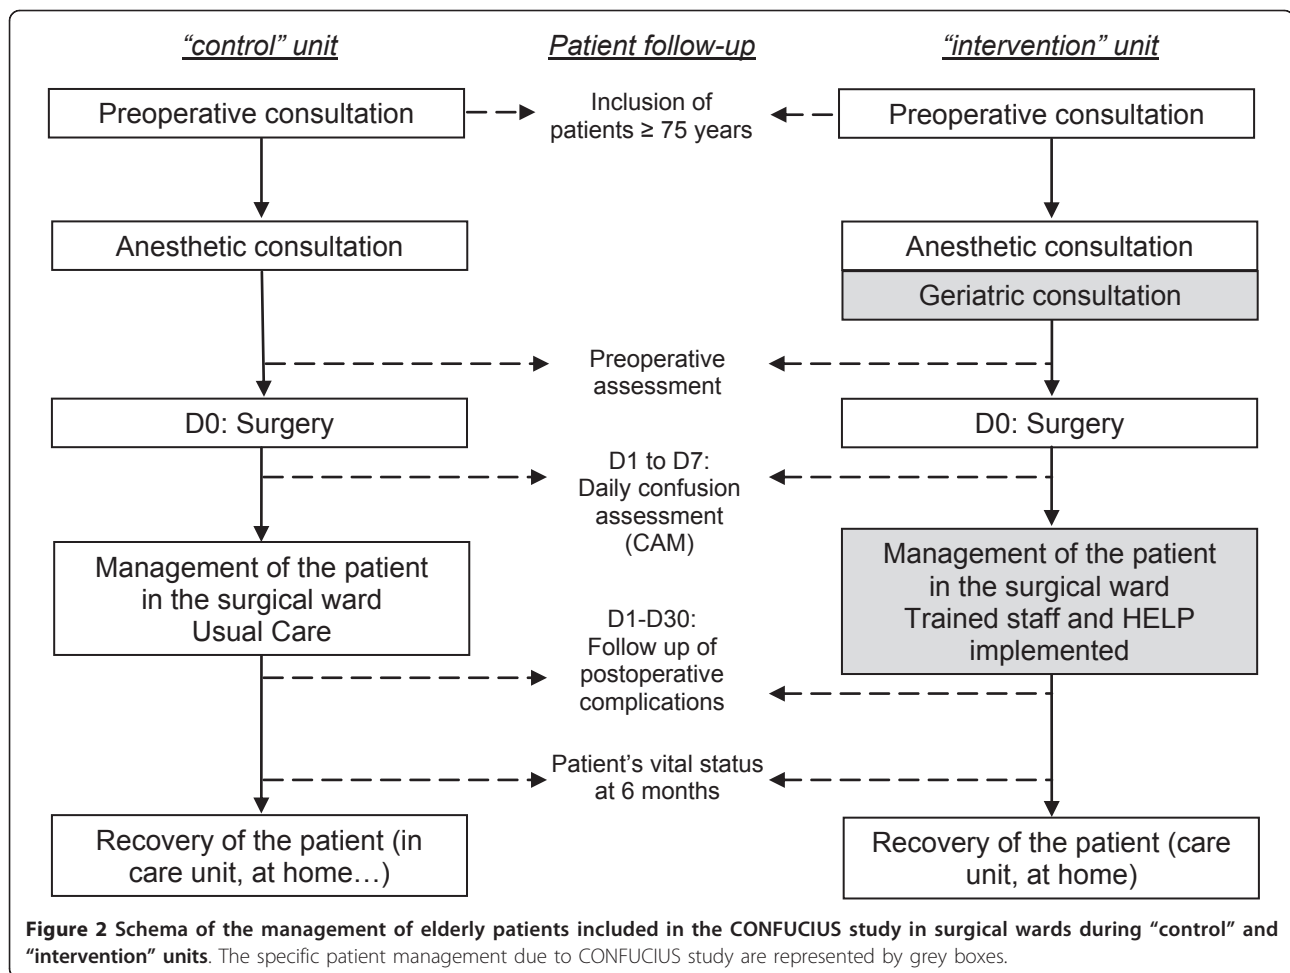 “control” unit
Patient follow-up
“intervention” unit
Preoperative consultation
Inclusion of
patients ≥ 75 years
Preoperative consultation
Anesthetic consultation
Anesthetic consultation
Geriatric consultation
Preoperative
assessment
D0: Surgery
D0: Surgery
D1 to D7:
Daily confusion
assessment
(CAM)
Management of the patient
in the surgical ward
Usual Care
Management of the patient
in the surgical ward
Trained staff and HELP
implemented
D1-D30:
Follow up of
postoperative
complications
Patient’s vital status
at 6 months
Recovery of the patient (in
care unit, at home…)
Recovery of the patient (care
unit, at home)
Figure 2 Schema of the management of elderly patients included in the CONFUCIUS study in surgical wards during “control” and
“intervention” units. The specific patient management due to CONFUCIUS study are represented by grey boxes.